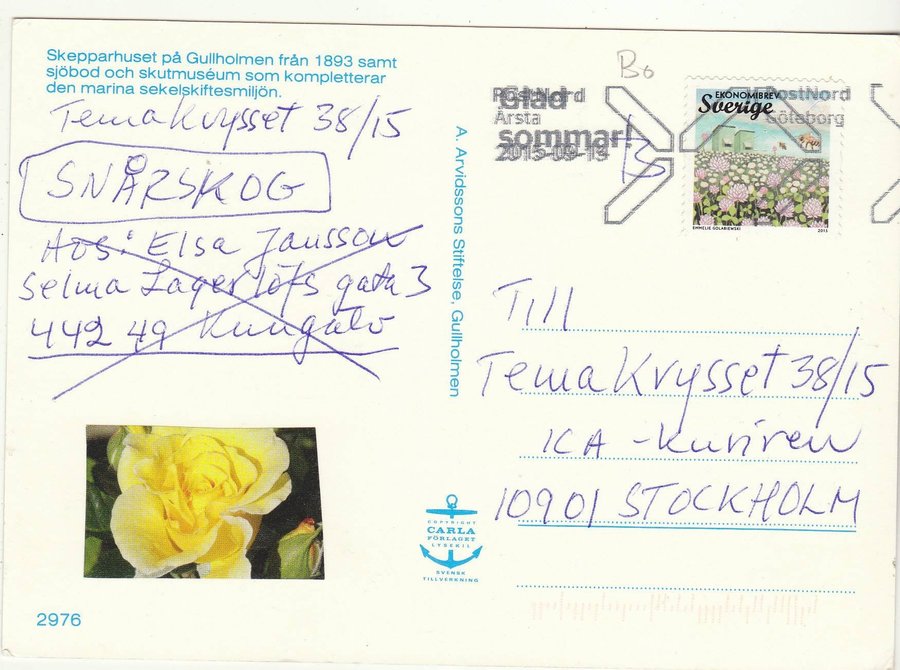 Skepparhuset på Gullholmen från 1893 samt
sjöbod och skutmuséum som kompletterar
den marina sekelskiftesmiljön.
TemaKrysset 38/15
SNÅRSKOG
Hos: Elsa Jansson
Selma Lagerlöfs gata 3
442 49 Kungälv
2976
A. Arvidssons Stiftelse, Gullholmen
COPYRIGHT
CARLA
FÖRLAGET
LYSEKIL
SVENSK
TILLVERKNING
Bo
PostNord
Årsta
2015-09-13
Glad
sommar!
B
EKONOMIBREV
Sverige
EMMELIE GOLABIEWSKI
2015
PostNord
Göteborg
Till
TemaKrysset 38/15
ICA-Kuriren
10901 STOCKHOLM